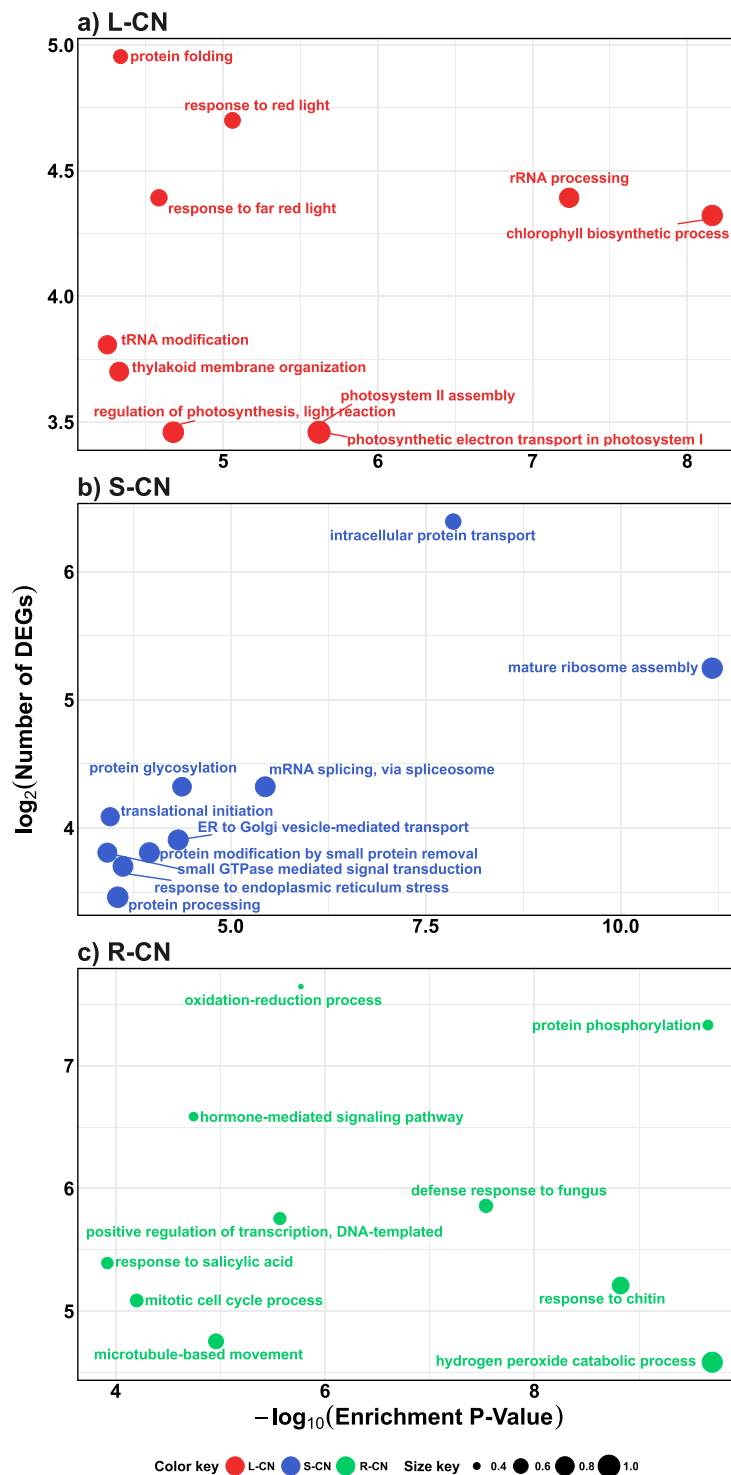 a) L-CN
5.0
protein folding
response to red light
4.5
rRNA processing
response to far red light
chlorophyll biosynthetic process
4.0
tRNA modification
thylakoid membrane organization
photosystem II assembly
regulation of photosynthesis, light reaction
3.5
photosynthetic electron transport in photosystem I
5 6 7 8
b) S-CN
intracellular protein transport
6
mature ribosome assembly
5
protein glycosylation
mRNA splicing, via spliceosome
translational initiation
ER to Golgi vesicle-mediated transport
4
protein modification by small protein removal
small GTPase mediated signal transduction
response to endoplasmic reticulum stress
protein processing
5.0 7.5 10.0
log₂(Number of DEGs)
c) R-CN
oxidation-reduction process
protein phosphorylation
7
hormone-mediated signaling pathway
defense response to fungus
6
positive regulation of transcription, DNA-templated
response to salicylic acid
mitotic cell cycle process
response to chitin
5
microtubule-based movement
hydrogen peroxide catabolic process
4 6 8
−log₁₀(Enrichment P-Value)
Color key L-CN S-CN R-CN Size key 0.4 0.6 0.8 1.0